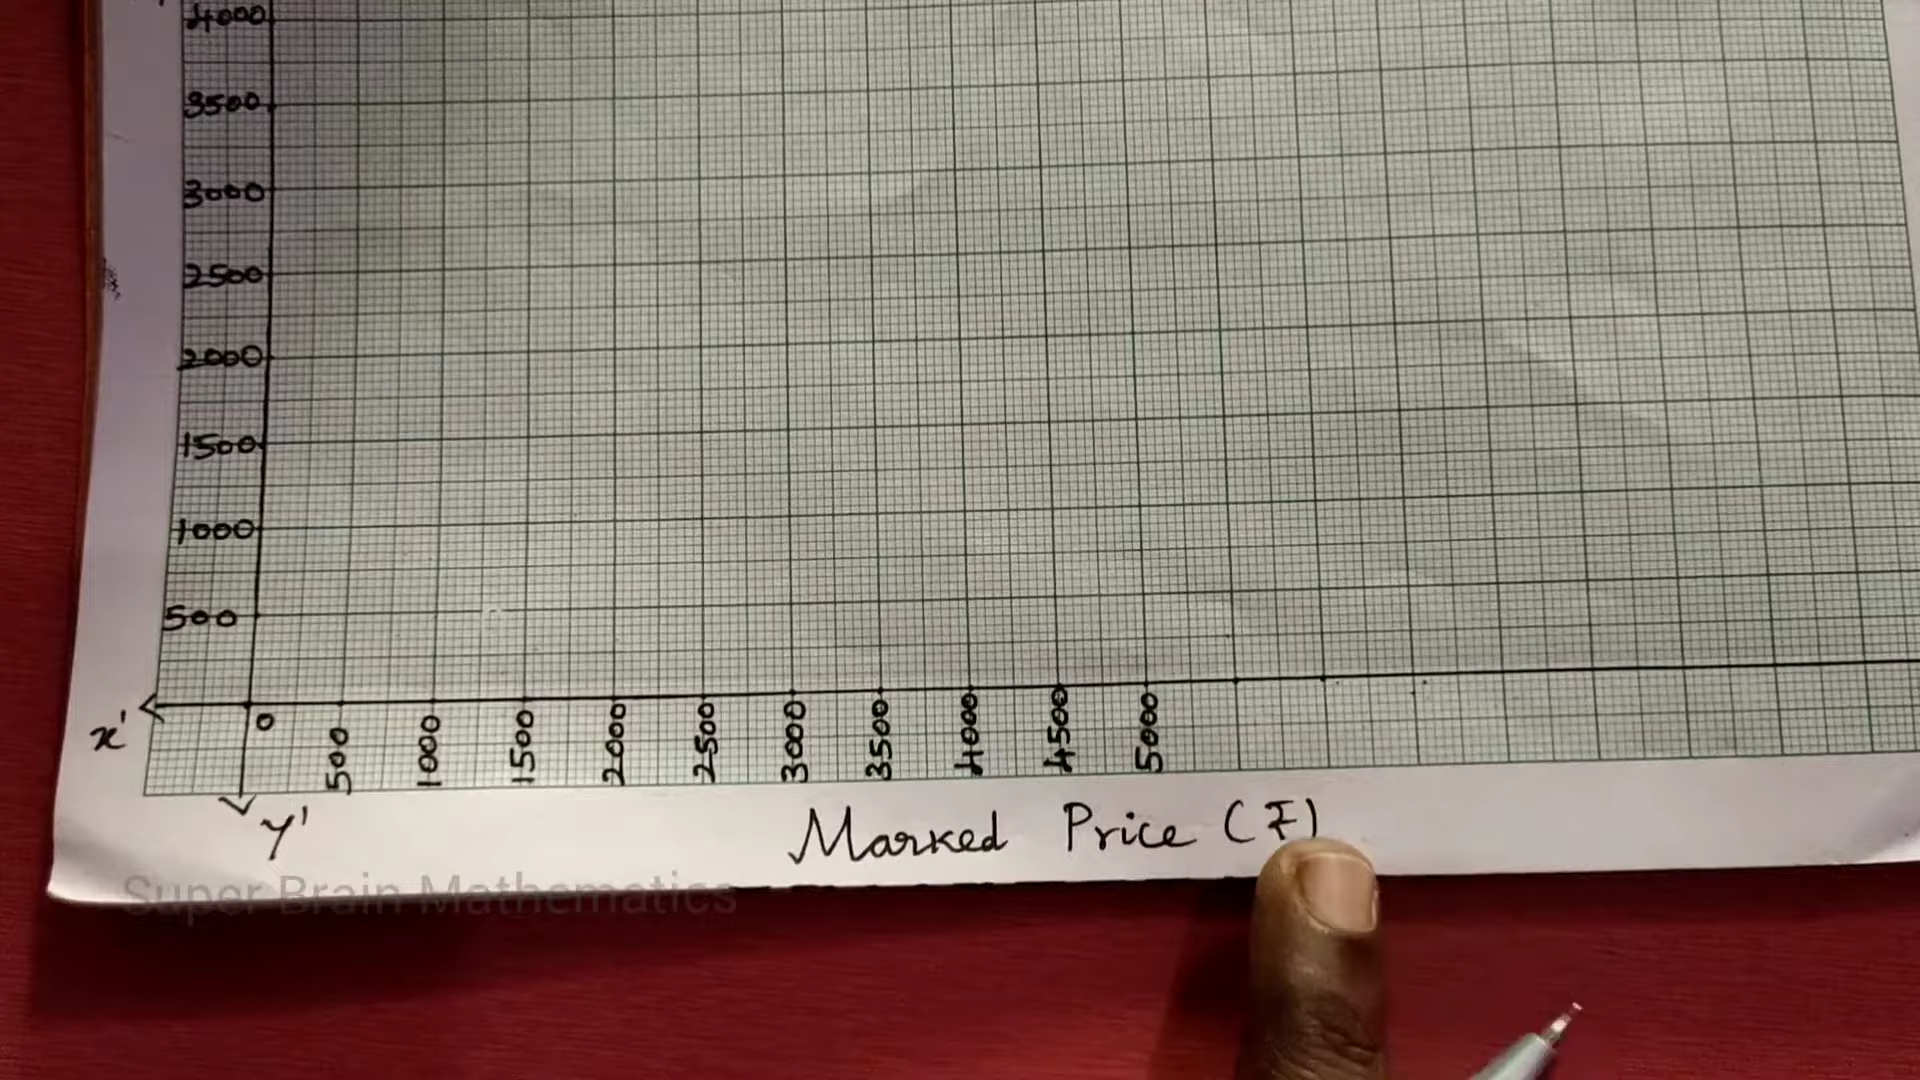 4000
3500
3000
2500
2000
1500
1000
500
x'
0 500 1000 1500 2000 2500 3000 3500 4000 4500 5000
y'
Marked Price (₹)
Super Brain Mathematics